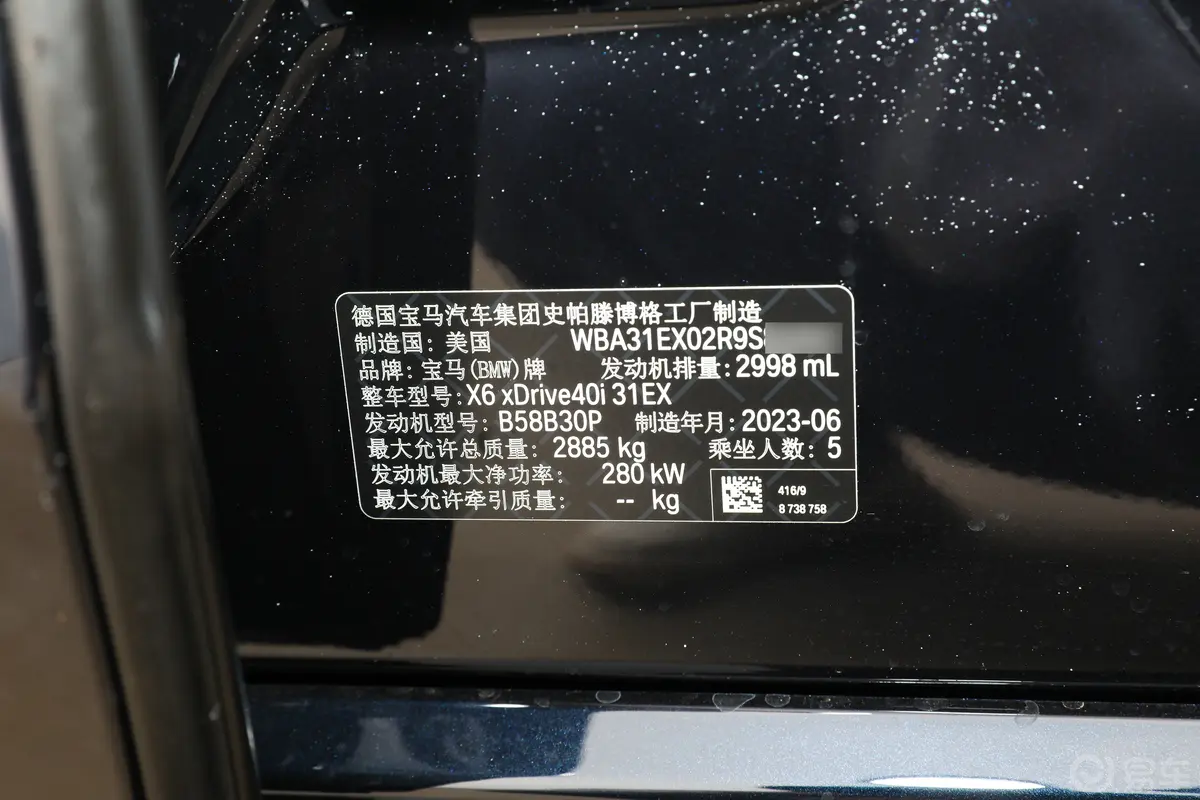 德国宝马汽车集团史帕滕博格工厂制造
制造国：美国 WBA31EX02R9S
品牌：宝马(BMW)牌 发动机排量：2998 mL
整车型号：X6 xDrive40i 31EX
发动机型号：B58B30P 制造年月：2023-06
最大允许总质量：2885 kg 乘坐人数：5
发动机最大净功率： 280 kW
最大允许牵引质量： -- kg
416/9
8 738 758
易车